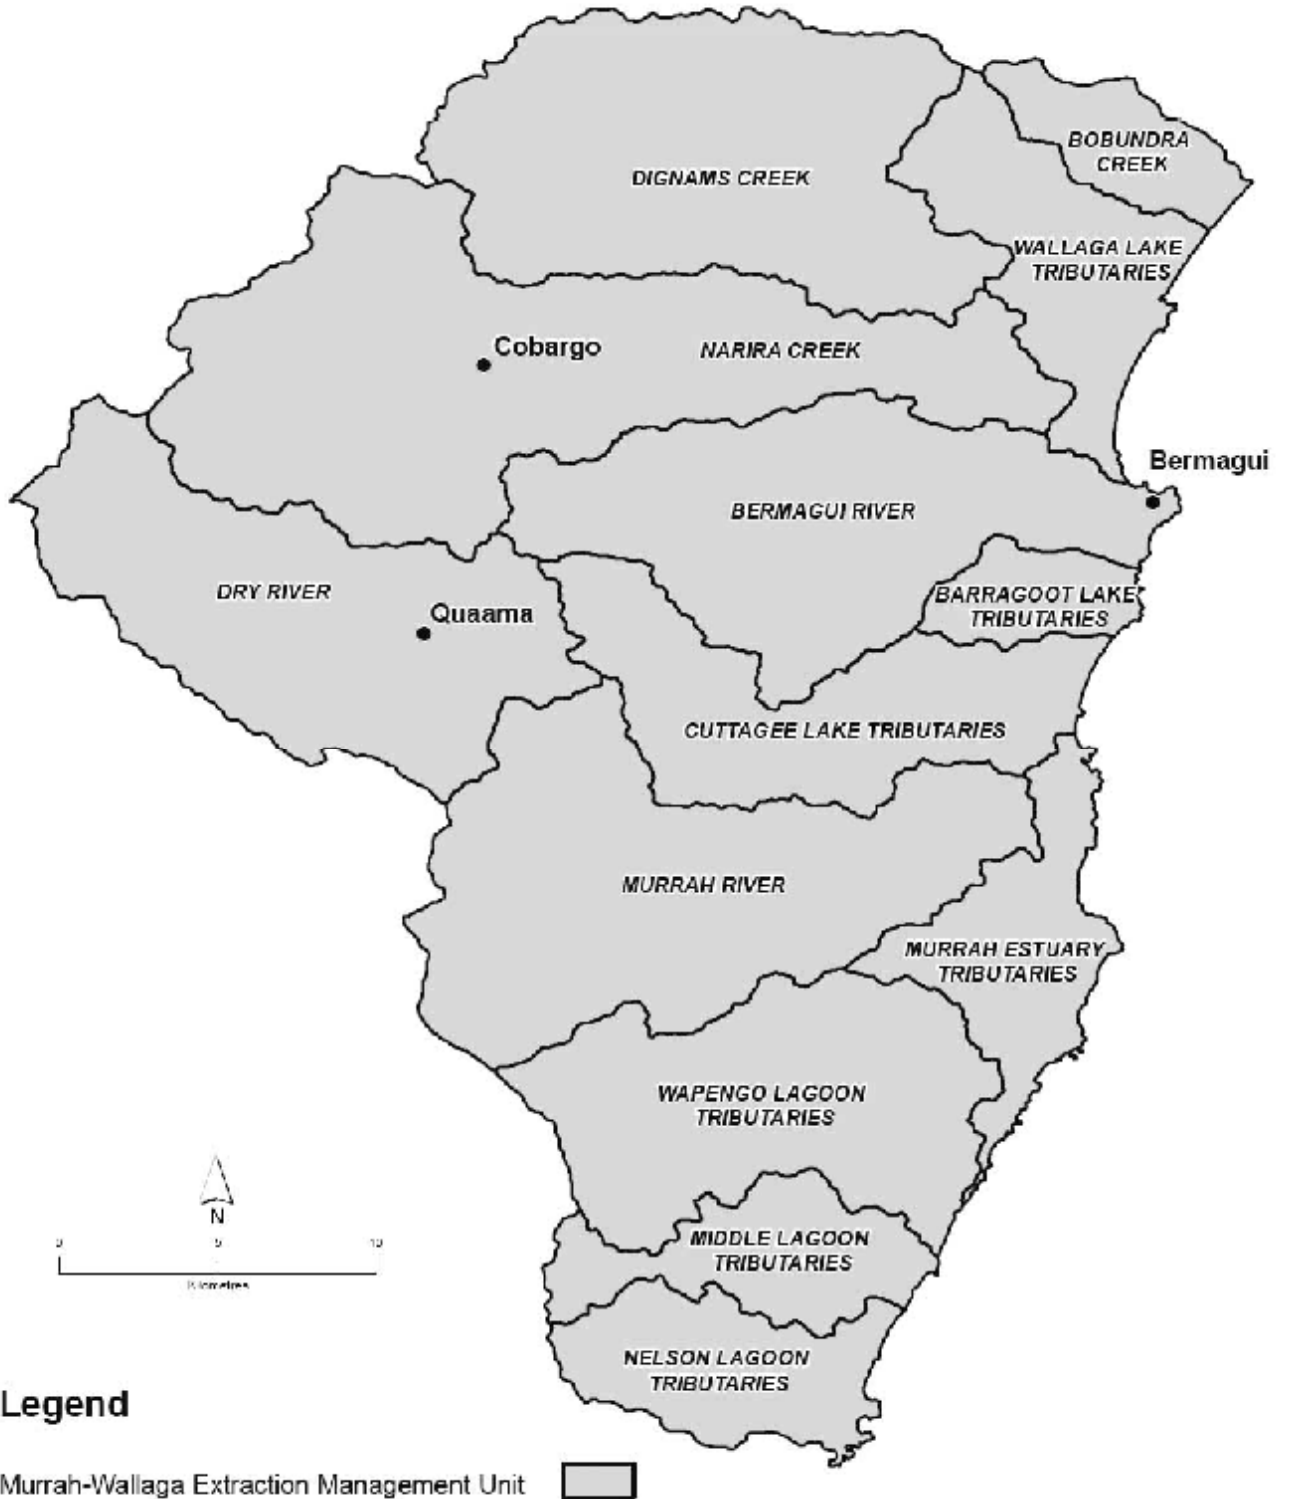 DIGNAMS CREEK
BOBUNDRA
CREEK
WALLAGA LAKE
TRIBUTARIES
Cobargo
NARIRA CREEK
Bermagui
BERMAGUI RIVER
DRY RIVER
Quaama
BARRAGOOT LAKE
TRIBUTARIES
CUTTAGEE LAKE TRIBUTARIES
MURRAH RIVER
MURRAH ESTUARY
TRIBUTARIES
WAPENGO LAGOON
TRIBUTARIES
N
0 5 10
Kilometres
MIDDLE LAGOON
TRIBUTARIES
NELSON LAGOON
TRIBUTARIES
Legend
Murrah-Wallaga Extraction Management Unit